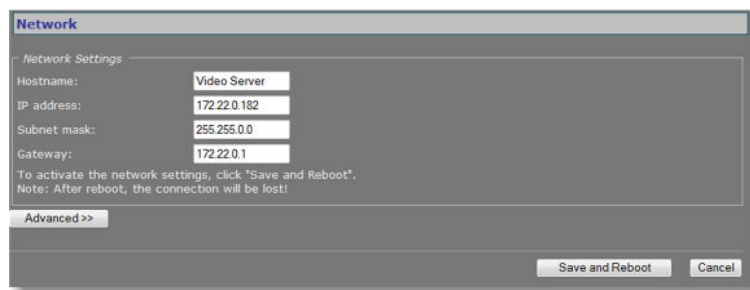 Network
Network Settings
Hostname: Video Server
IP address: 172.22.0.182
Subnet mask: 255.255.0.0
Gateway: 172.22.0.1
To activate the network settings, click "Save and Reboot".
Note: After reboot, the connection will be lost!
Advanced >>
Save and Reboot Cancel